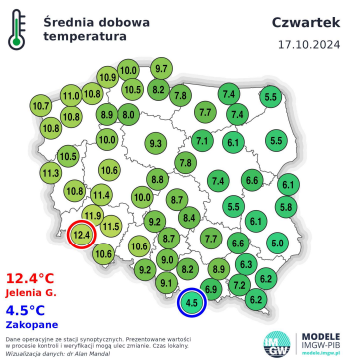 Średnia dobowa
temperatura
Czwartek
17.10.2024
10.9 10.0 9.7
10.7 11.0 10.8 10.5 8.2 7.8 7.4 5.5
10.8 10.8 8.9 8.0 7.7 7.4
10.0 9.3 7.1 6.1 5.5
10.5 7.8
11.3 10.6 8.8 7.4 6.6 6.1
10.8 11.4 10.0 8.7 5.5 5.8
11.9 9.2 8.4 6.1
12.4 11.5 8.7 7.7 6.6 6.0
10.6 10.6
9.2 9.0 8.2 8.9 6.3
9.1 6.9 7.2 6.2
4.5 6.2
12.4°C
Jelenia G.
4.5°C
Zakopane
Dane operacyjne ze stacji synoptycznych. Prezentowane wartości
w procesie kontroli i weryfikacji mogą ulec zmianie. Czas lokalny.
Wizualizacja danych: dr Alan Mandal
IM
GW
MODELE
IMGW-PIB
BY MODELE